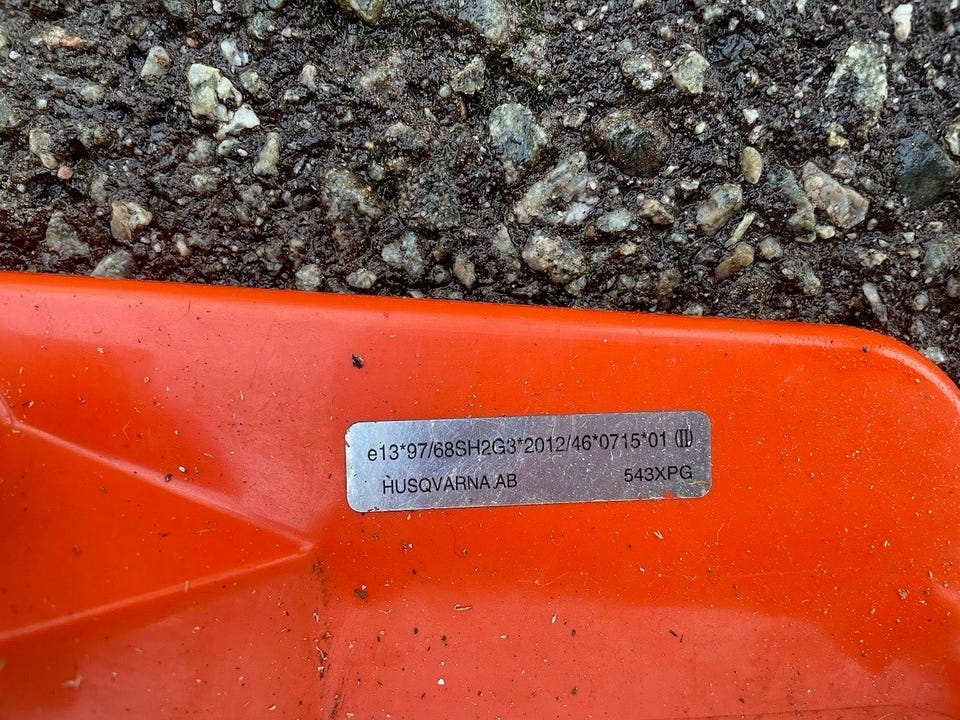 e13*97/68SH2G3*2012/46*0715*01 (II)
HUSQVARNA AB 543XPG